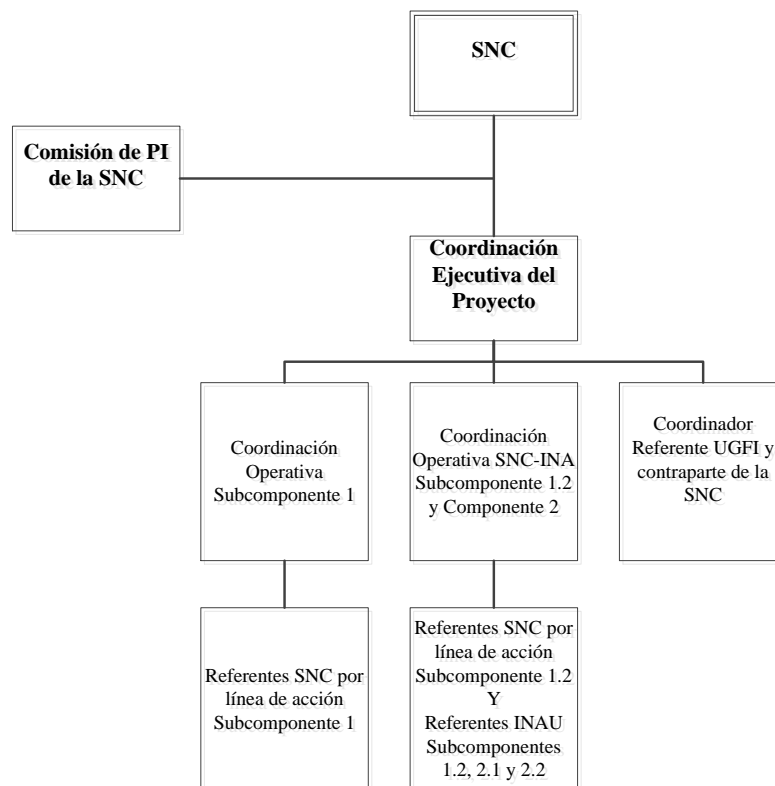 SNC
Comisión de PI
de la SNC
Coordinación
Ejecutiva del
Proyecto
Coordinación
Operativa
Subcomponente 1
Coordinación
Operativa SNC-INA
Subcomponente 1.2
y Componente 2
Coordinador
Referente UGFI y
contraparte de la
SNC
Referentes SNC por
línea de acción
Subcomponente 1
Referentes SNC por
línea de acción
Subcomponente 1.2
Y
Referentes INAU
Subcomponentes
1.2, 2.1 y 2.2